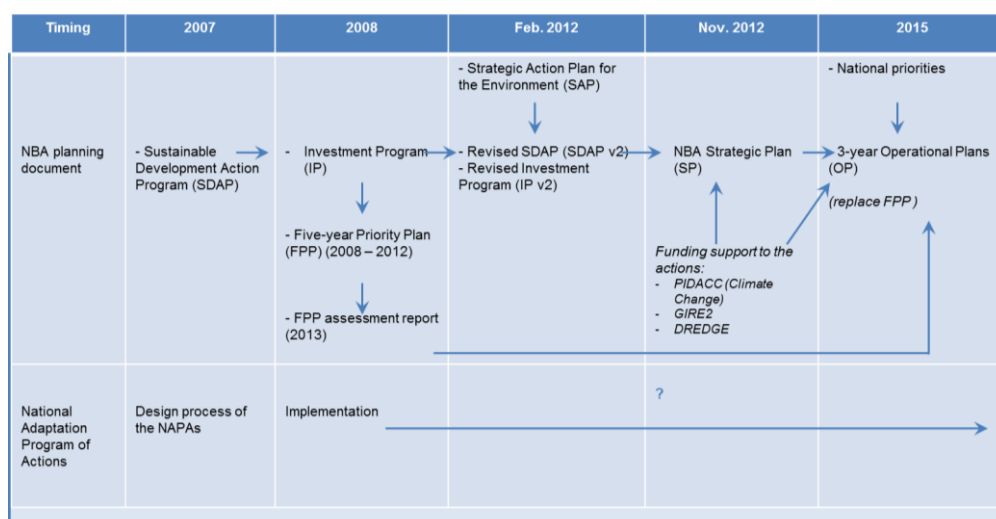 Timing
2007
2008
Feb. 2012
Nov. 2012
2015
NBA planning
document
- Sustainable
Development Action
Program (SDAP)
- Investment Program
(IP)
- Five-year Priority Plan
(FPP) (2008 – 2012)
- FPP assessment report
(2013)
- Strategic Action Plan for
the Environment (SAP)
- Revised SDAP (SDAP v2)
- Revised Investment
Program (IP v2)
NBA Strategic Plan
(SP)
Funding support to the
actions:
- PIDACC (Climate
Change)
- GIRE2
- DREDGE
- National priorities
- 3-year Operational Plans
(OP)
(replace FPP )
National
Adaptation
Program of
Actions
Design process of
the NAPAs
Implementation
?